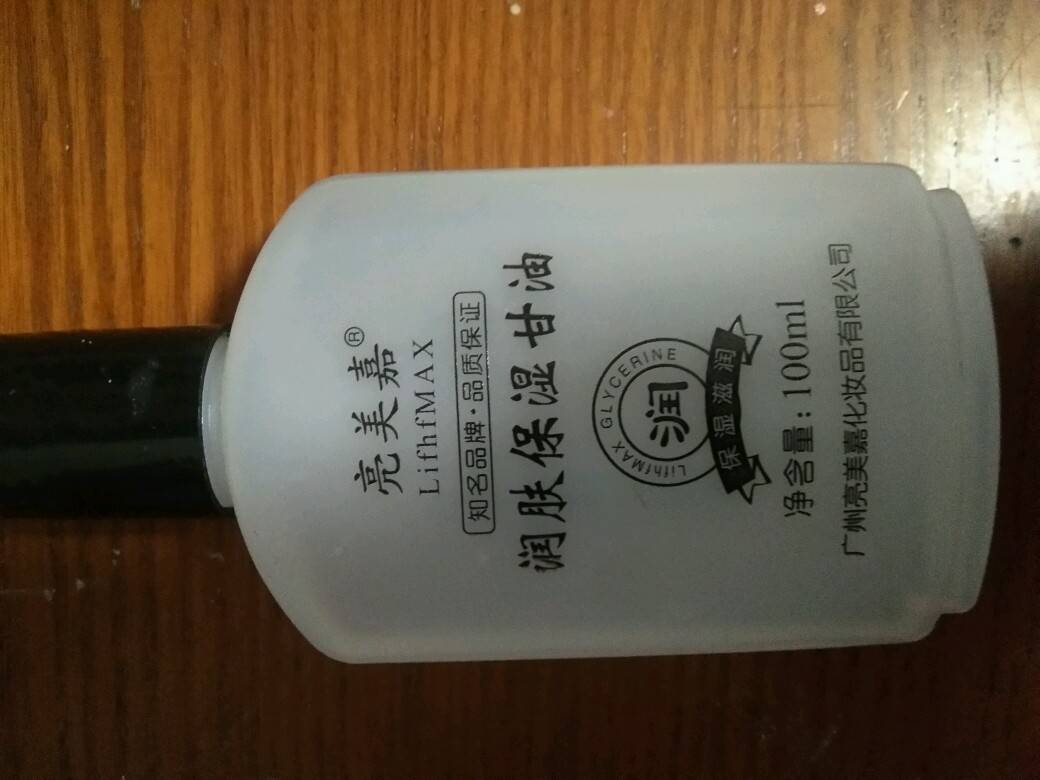 亮美嘉®
LifhfMAX
知名品牌·品质保证
润肤保湿甘油
LifhfMAX GLYCERINE
润
保湿滋润
净含量：100ml
广州亮美嘉化妆品有限公司